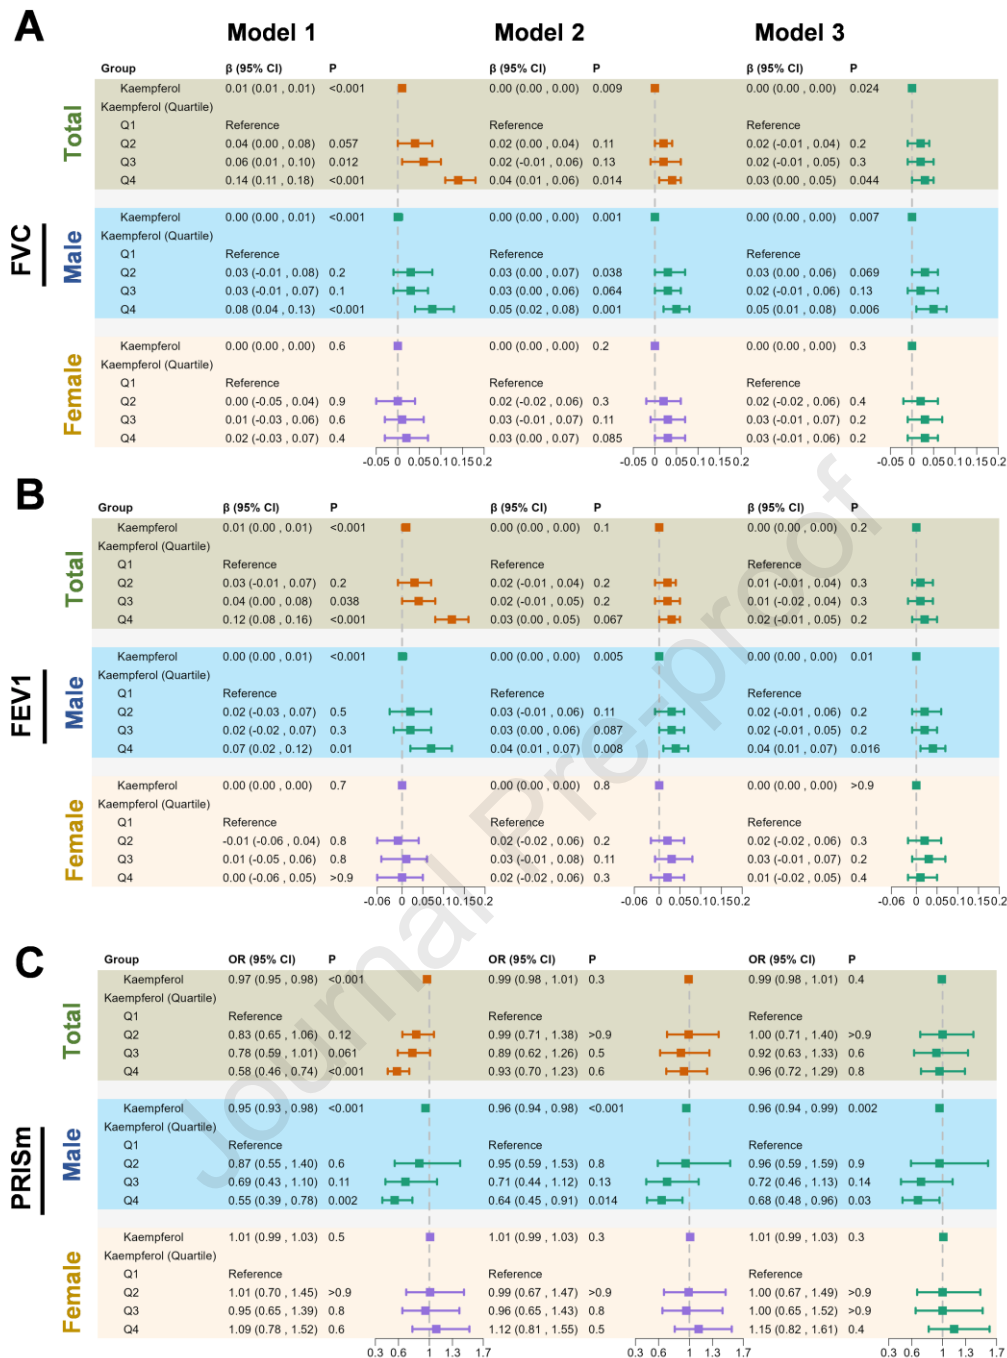 A
Model 1 Model 2 Model 3
Group β (95% CI) P β (95% CI) P β (95% CI) P
FVC
Total
Kaempferol 0.01 (0.01 , 0.01) <0.001 0.00 (0.00 , 0.00) 0.009 0.00 (0.00 , 0.00) 0.024
Kaempferol (Quartile)
Q1 Reference Reference Reference
Q2 0.04 (0.00 , 0.08) 0.057 0.02 (0.00 , 0.04) 0.11 0.02 (-0.01 , 0.04) 0.2
Q3 0.06 (0.01 , 0.10) 0.012 0.02 (-0.01 , 0.06) 0.13 0.02 (-0.01 , 0.05) 0.3
Q4 0.14 (0.11 , 0.18) <0.001 0.04 (0.01 , 0.06) 0.014 0.03 (0.00 , 0.05) 0.044
Male
Kaempferol 0.00 (0.00 , 0.01) <0.001 0.00 (0.00 , 0.00) 0.001 0.00 (0.00 , 0.00) 0.007
Kaempferol (Quartile)
Q1 Reference Reference Reference
Q2 0.03 (-0.01 , 0.08) 0.2 0.03 (0.00 , 0.07) 0.038 0.03 (0.00 , 0.06) 0.069
Q3 0.03 (-0.01 , 0.07) 0.1 0.03 (0.00 , 0.06) 0.064 0.02 (-0.01 , 0.06) 0.13
Q4 0.08 (0.04 , 0.13) <0.001 0.05 (0.02 , 0.08) 0.001 0.05 (0.01 , 0.08) 0.006
Female
Kaempferol 0.00 (0.00 , 0.00) 0.6 0.00 (0.00 , 0.00) 0.2 0.00 (0.00 , 0.00) 0.3
Kaempferol (Quartile)
Q1 Reference Reference Reference
Q2 0.00 (-0.05 , 0.04) 0.9 0.02 (-0.02 , 0.06) 0.3 0.02 (-0.02 , 0.06) 0.4
Q3 0.01 (-0.03 , 0.06) 0.6 0.03 (-0.01 , 0.07) 0.11 0.03 (-0.01 , 0.07) 0.2
Q4 0.02 (-0.03 , 0.07) 0.4 0.03 (0.00 , 0.07) 0.085 0.03 (-0.01 , 0.06) 0.2
-0.05 0 0.05 0.1 0.15 0.2 -0.05 0 0.05 0.1 0.15 0.2 -0.05 0 0.05 0.1 0.15 0.2
B
Group β (95% CI) P β (95% CI) P β (95% CI) P
FEV1
Total
Kaempferol 0.01 (0.00 , 0.01) <0.001 0.00 (0.00 , 0.00) 0.1 0.00 (0.00 , 0.00) 0.2
Kaempferol (Quartile)
Q1 Reference Reference Reference
Q2 0.03 (-0.01 , 0.07) 0.2 0.02 (-0.01 , 0.04) 0.2 0.01 (-0.01 , 0.04) 0.3
Q3 0.04 (0.00 , 0.08) 0.038 0.02 (-0.01 , 0.05) 0.2 0.01 (-0.02 , 0.04) 0.3
Q4 0.12 (0.08 , 0.16) <0.001 0.03 (0.00 , 0.05) 0.067 0.02 (-0.01 , 0.05) 0.2
Male
Kaempferol 0.00 (0.00 , 0.01) <0.001 0.00 (0.00 , 0.00) 0.005 0.00 (0.00 , 0.00) 0.01
Kaempferol (Quartile)
Q1 Reference Reference Reference
Q2 0.02 (-0.03 , 0.07) 0.5 0.03 (-0.01 , 0.06) 0.11 0.02 (-0.01 , 0.06) 0.2
Q3 0.02 (-0.02 , 0.07) 0.3 0.03 (0.00 , 0.06) 0.087 0.02 (-0.01 , 0.05) 0.2
Q4 0.07 (0.02 , 0.12) 0.01 0.04 (0.01 , 0.07) 0.008 0.04 (0.01 , 0.07) 0.016
Female
Kaempferol 0.00 (0.00 , 0.00) 0.7 0.00 (0.00 , 0.00) 0.8 0.00 (0.00 , 0.00) >0.9
Kaempferol (Quartile)
Q1 Reference Reference Reference
Q2 -0.01 (-0.06 , 0.04) 0.8 0.02 (-0.02 , 0.06) 0.2 0.02 (-0.02 , 0.06) 0.3
Q3 0.01 (-0.05 , 0.06) 0.8 0.03 (-0.01 , 0.08) 0.11 0.03 (-0.01 , 0.07) 0.2
Q4 0.00 (-0.06 , 0.05) >0.9 0.02 (-0.02 , 0.06) 0.3 0.01 (-0.02 , 0.05) 0.4
-0.06 0 0.05 0.1 0.15 0.2 -0.06 0 0.05 0.1 0.15 0.2 -0.06 0 0.05 0.1 0.15 0.2
C
Group OR (95% CI) P OR (95% CI) P OR (95% CI) P
PRISm
Total
Kaempferol 0.97 (0.95 , 0.98) <0.001 0.99 (0.98 , 1.01) 0.3 0.99 (0.98 , 1.01) 0.4
Kaempferol (Quartile)
Q1 Reference Reference Reference
Q2 0.83 (0.65 , 1.06) 0.12 0.99 (0.71 , 1.38) >0.9 1.00 (0.71 , 1.40) >0.9
Q3 0.78 (0.59 , 1.01) 0.061 0.89 (0.62 , 1.26) 0.5 0.92 (0.63 , 1.33) 0.6
Q4 0.58 (0.46 , 0.74) <0.001 0.93 (0.70 , 1.23) 0.6 0.96 (0.72 , 1.29) 0.8
Male
Kaempferol 0.95 (0.93 , 0.98) <0.001 0.96 (0.94 , 0.98) <0.001 0.96 (0.94 , 0.99) 0.002
Kaempferol (Quartile)
Q1 Reference Reference Reference
Q2 0.87 (0.55 , 1.40) 0.6 0.95 (0.59 , 1.53) 0.8 0.96 (0.59 , 1.59) 0.9
Q3 0.69 (0.43 , 1.10) 0.11 0.71 (0.44 , 1.12) 0.13 0.72 (0.46 , 1.13) 0.14
Q4 0.55 (0.39 , 0.78) 0.002 0.64 (0.45 , 0.91) 0.014 0.68 (0.48 , 0.96) 0.03
Female
Kaempferol 1.01 (0.99 , 1.03) 0.5 1.01 (0.99 , 1.03) 0.3 1.01 (0.99 , 1.03) 0.3
Kaempferol (Quartile)
Q1 Reference Reference Reference
Q2 1.01 (0.70 , 1.45) >0.9 0.99 (0.67 , 1.47) >0.9 1.00 (0.67 , 1.49) >0.9
Q3 0.95 (0.65 , 1.39) 0.8 0.96 (0.65 , 1.43) 0.8 1.00 (0.65 , 1.52) >0.9
Q4 1.09 (0.78 , 1.52) 0.6 1.12 (0.81 , 1.55) 0.5 1.15 (0.82 , 1.61) 0.4
0.3 0.6 1 1.3 1.7 0.3 0.6 1 1.3 1.7 0.3 0.6 1 1.3 1.7
Journal Pre-proof